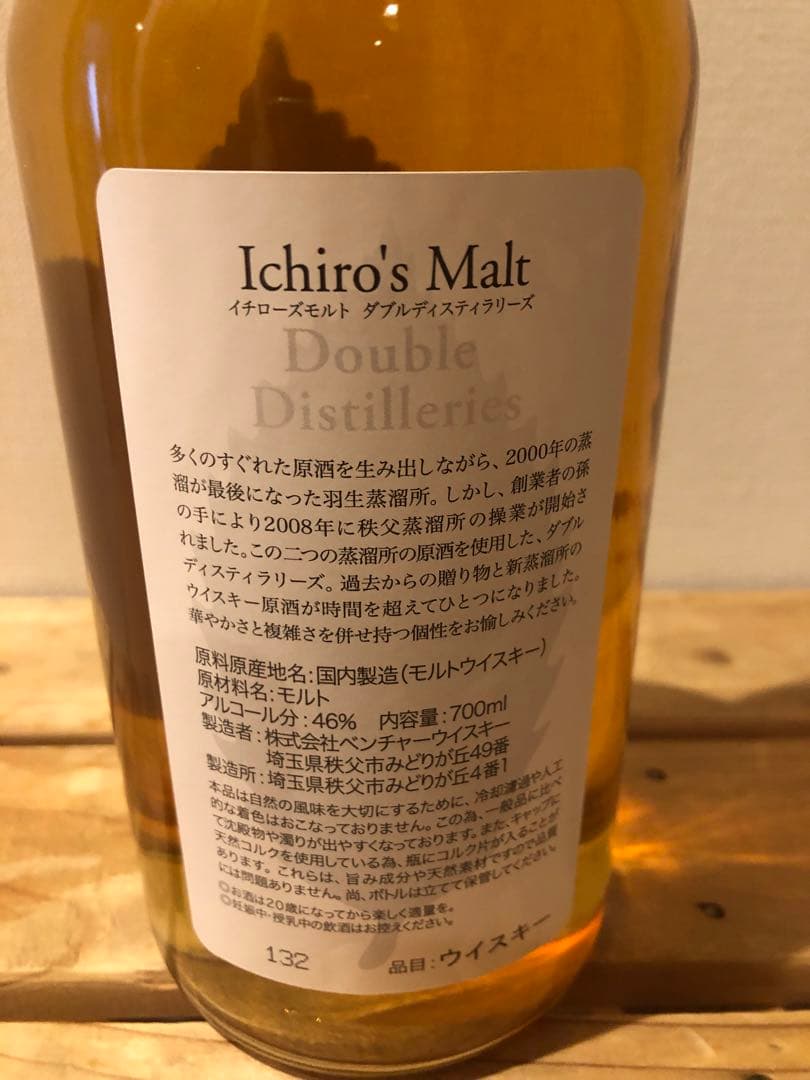 Ichiro's Malt
イチローズモルト ダブルディスティラリーズ
Double
Distilleries
多くのすぐれた原酒を生み出しながら、2000年の蒸
溜が最後になった羽生蒸溜所。しかし、創業者の孫
の手により2008年に秩父蒸溜所の操業が開始さ
れました。この二つの蒸溜所の原酒を使用した、ダブル
ディスティラリーズ。過去からの贈り物と新蒸溜所の
ウイスキー原酒が時間を超えてひとつになりました。
華やかさと複雑さを併せ持つ個性をお愉しみください。
原料原産地名:国内製造(モルトウイスキー)
原材料名:モルト
アルコール分:46% 内容量:700ml
製造者:株式会社ベンチャーウイスキー
埼玉県秩父市みどりが丘49番
製造所:埼玉県秩父市みどりが丘4番1
本品は自然の風味を大切にするために、冷却濾過や人工
的な着色はおこなっておりません。この為、一般品に比べ
て沈殿物や濁りが出やすくなっております。また、キャップに
天然コルクを使用している為、瓶にコルク片が入ることが
あります。これらは、旨み成分や天然素材ですので品質
には問題ありません。尚、ボトルは立てて保管してください。
◎お酒は20歳になってから楽しく適量を。
◎妊娠中・授乳中の飲酒はお控えください。
132 品目:ウイスキー